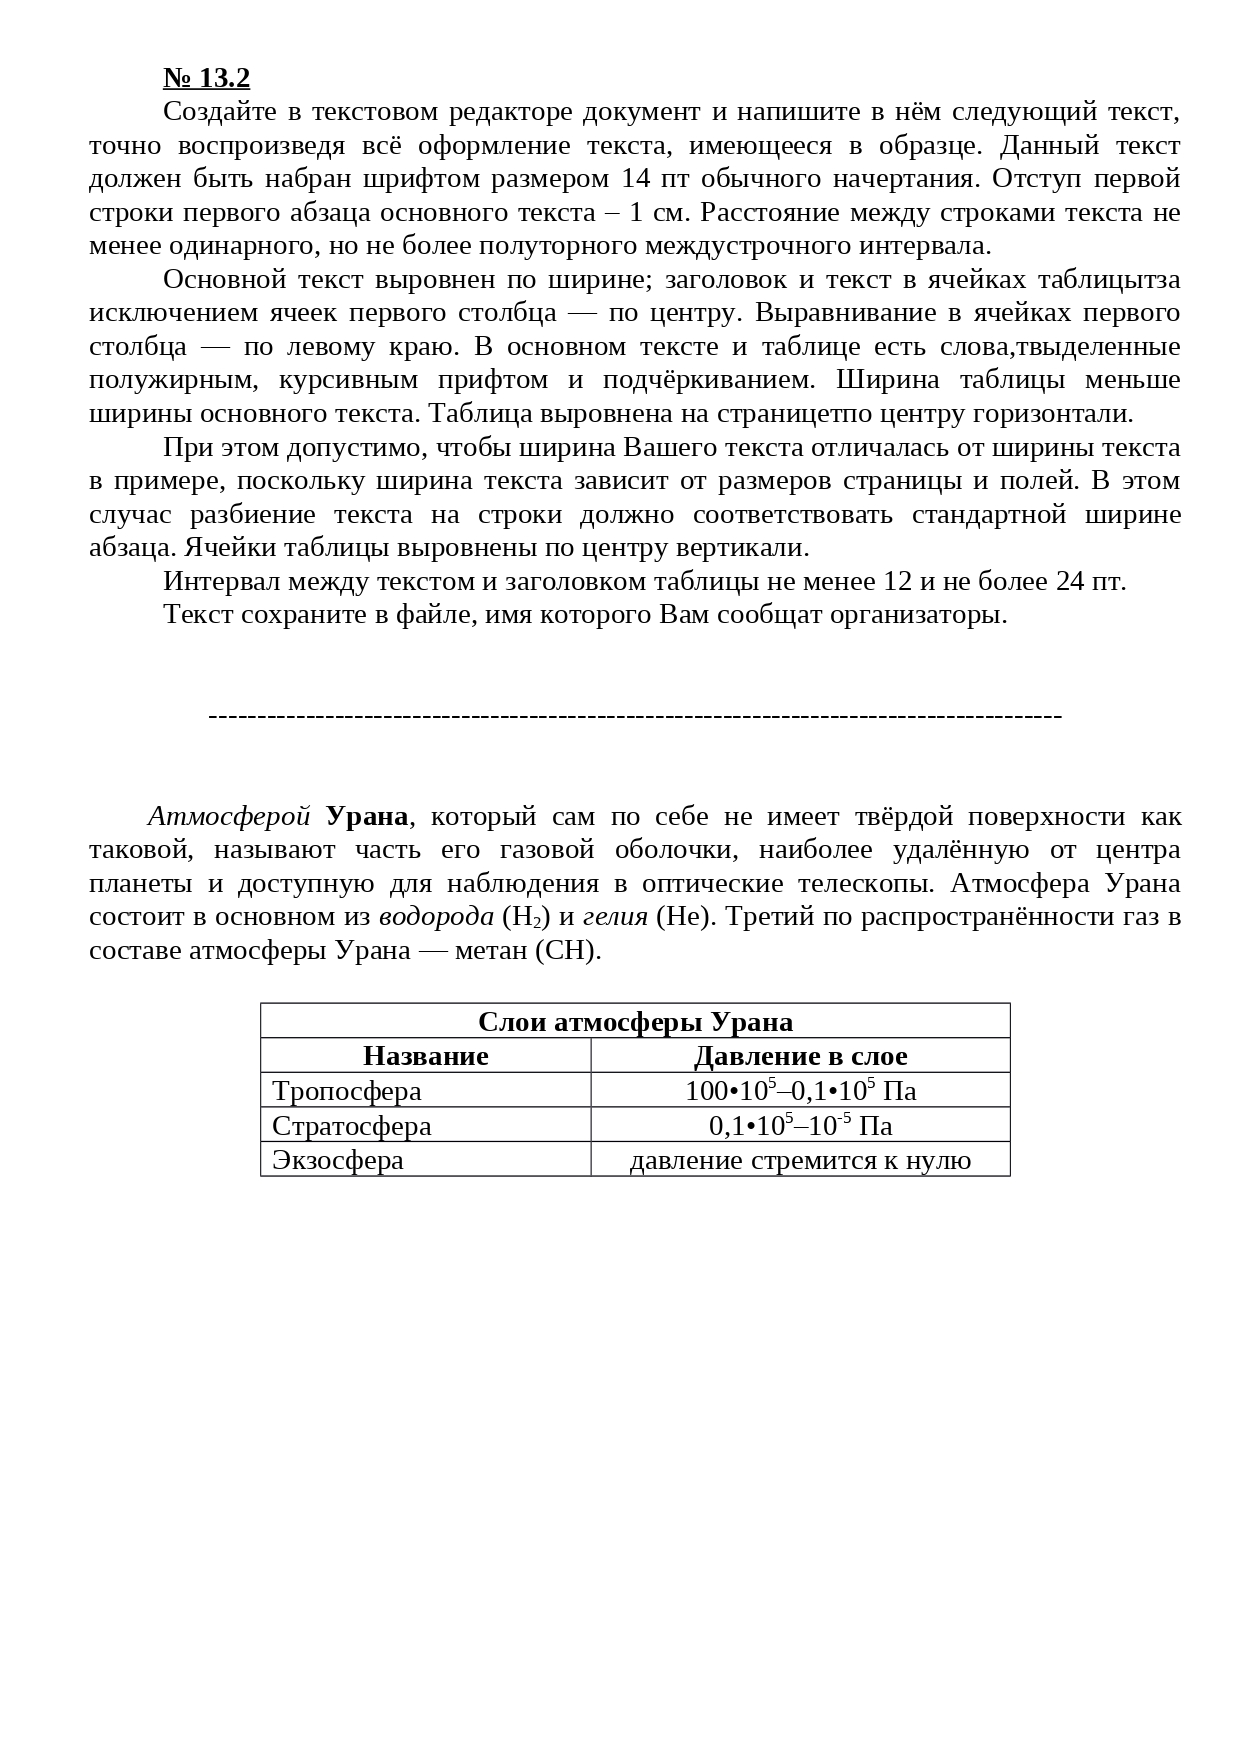 № 13.2
Создайте в текстовом редакторе документ и напишите в нём следующий текст,
точно воспроизведя всё оформление текста, имеющееся в образце. Данный текст
должен быть набран шрифтом размером 14 пт обычного начертания. Отступ первой
строки первого абзаца основного текста – 1 см. Расстояние между строками текста не
менее одинарного, но не более полуторного междустрочного интервала.
Основной текст выровнен по ширине; заголовок и текст в ячейках таблицытза
исключением ячеек первого столбца — по центру. Выравнивание в ячейках первого
столбца — по левому краю. В основном тексте и таблице есть слова,твыделенные
полужирным, курсивным прифтом и подчёркиванием. Ширина таблицы меньше
ширины основного текста. Таблица выровнена на страницетпо центру горизонтали.
При этом допустимо, чтобы ширина Вашего текста отличалась от ширины текста
в примере, поскольку ширина текста зависит от размеров страницы и полей. В этом
случас разбиение текста на строки должно соответствовать стандартной ширине
абзаца. Ячейки таблицы выровнены по центру вертикали.
Интервал между текстом и заголовком таблицы не менее 12 и не более 24 пт.
Текст сохраните в файле, имя которого Вам сообщат организаторы.
----------------------------------------------------------------------------------------
Атмосферой Урана, который сам по себе не имеет твёрдой поверхности как
таковой, называют часть его газовой оболочки, наиболее удалённую от центра
планеты и доступную для наблюдения в оптические телескопы. Атмосфера Урана
состоит в основном из водорода (H₂) и гелия (He). Третий по распространённости газ в
составе атмосферы Урана — метан (CH).
Слои атмосферы Урана
Название Давление в слое
Тропосфера 100•10⁵–0,1•10⁵ Па
Стратосфера 0,1•10⁵–10⁻⁵ Па
Экзосфера давление стремится к нулю